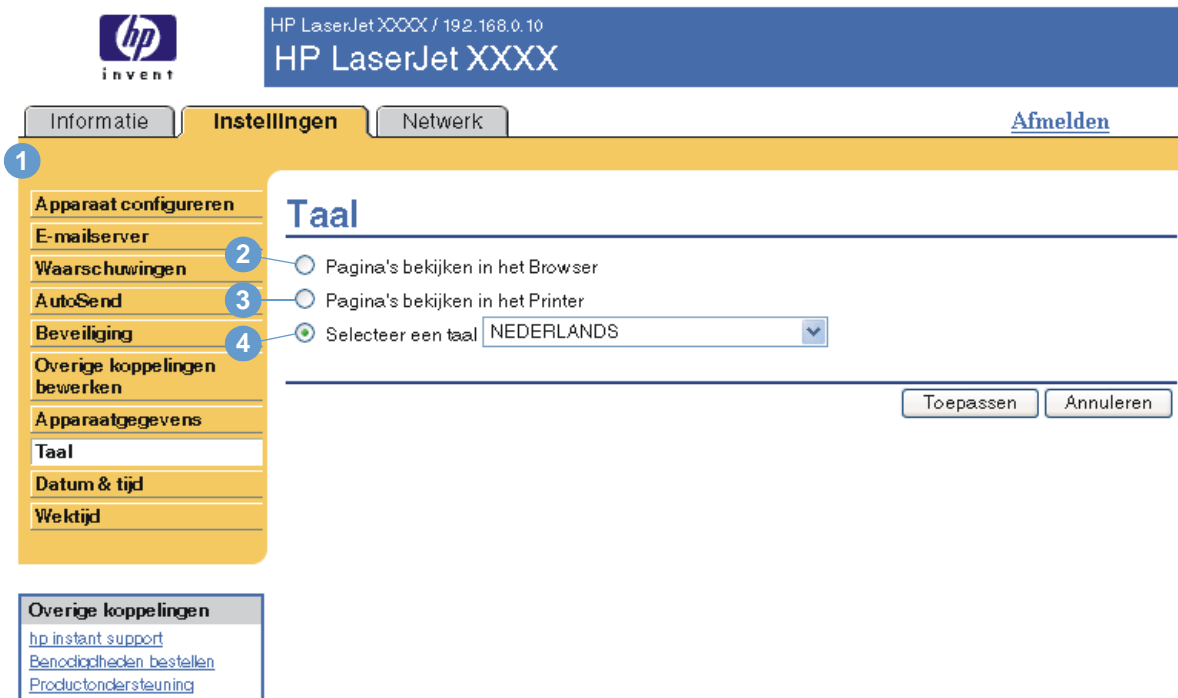 hp
invent
HP LaserJet XXXX / 192.168.0.10
HP LaserJet XXXX
Informatie
Instellingen
Netwerk
Afmelden
1
Apparaat configureren
E-mailserver
Waarschuwingen
AutoSend
Beveiliging
Overige koppelingen
bewerken
Apparaatgegevens
Taal
Datum & tijd
Wektijd
Taal
2
Pagina's bekijken in het Browser
3
Pagina's bekijken in het Printer
4
Selecteer een taal NEDERLANDS
Toepassen Annuleren
Overige koppelingen
hp instant support
Benodigdheden bestellen
Productondersteuning